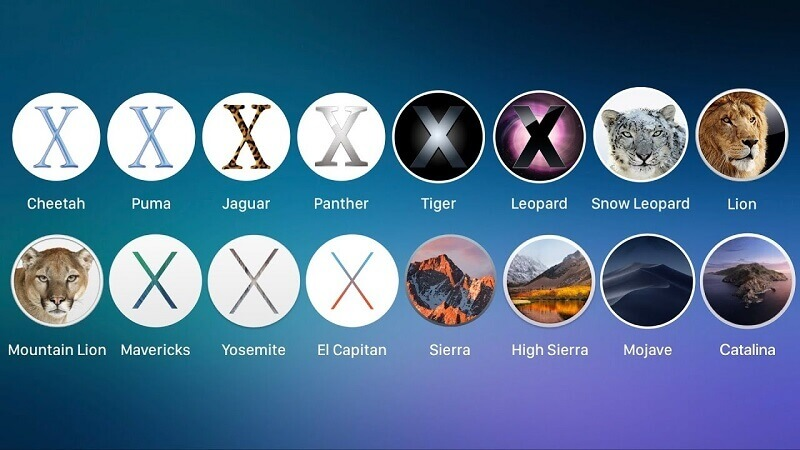 X X X X X X
Cheetah Puma Jaguar Panther Tiger Leopard Snow Leopard Lion
X X X
Mountain Lion Mavericks Yosemite El Capitan Sierra High Sierra Mojave Catalina